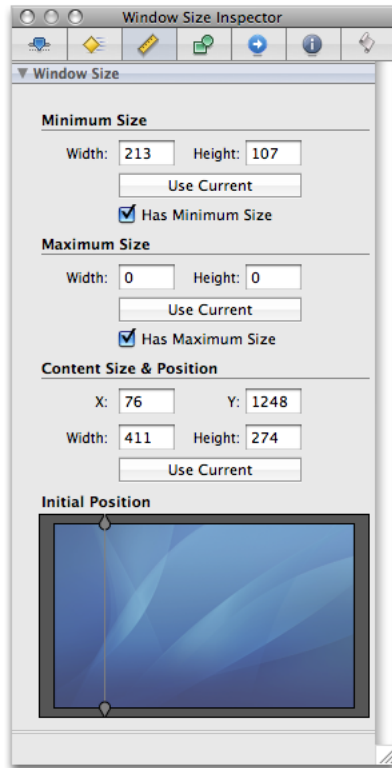 Window Size Inspector
Window Size
Minimum Size
Width: 213 Height: 107
Use Current
Has Minimum Size
Maximum Size
Width: 0 Height: 0
Use Current
Has Maximum Size
Content Size & Position
X: 76 Y: 1248
Width: 411 Height: 274
Use Current
Initial Position